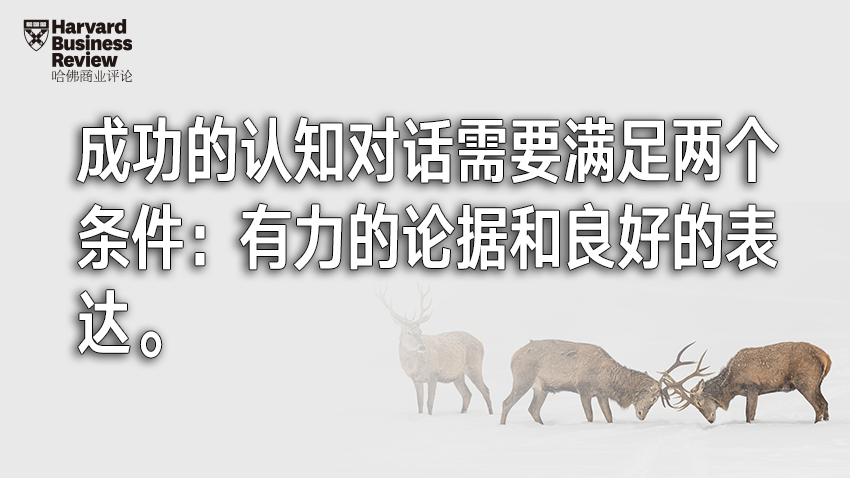 Harvard
Business
Review
哈佛商业评论
成功的认知对话需要满足两个
条件：有力的论据和良好的表
达。